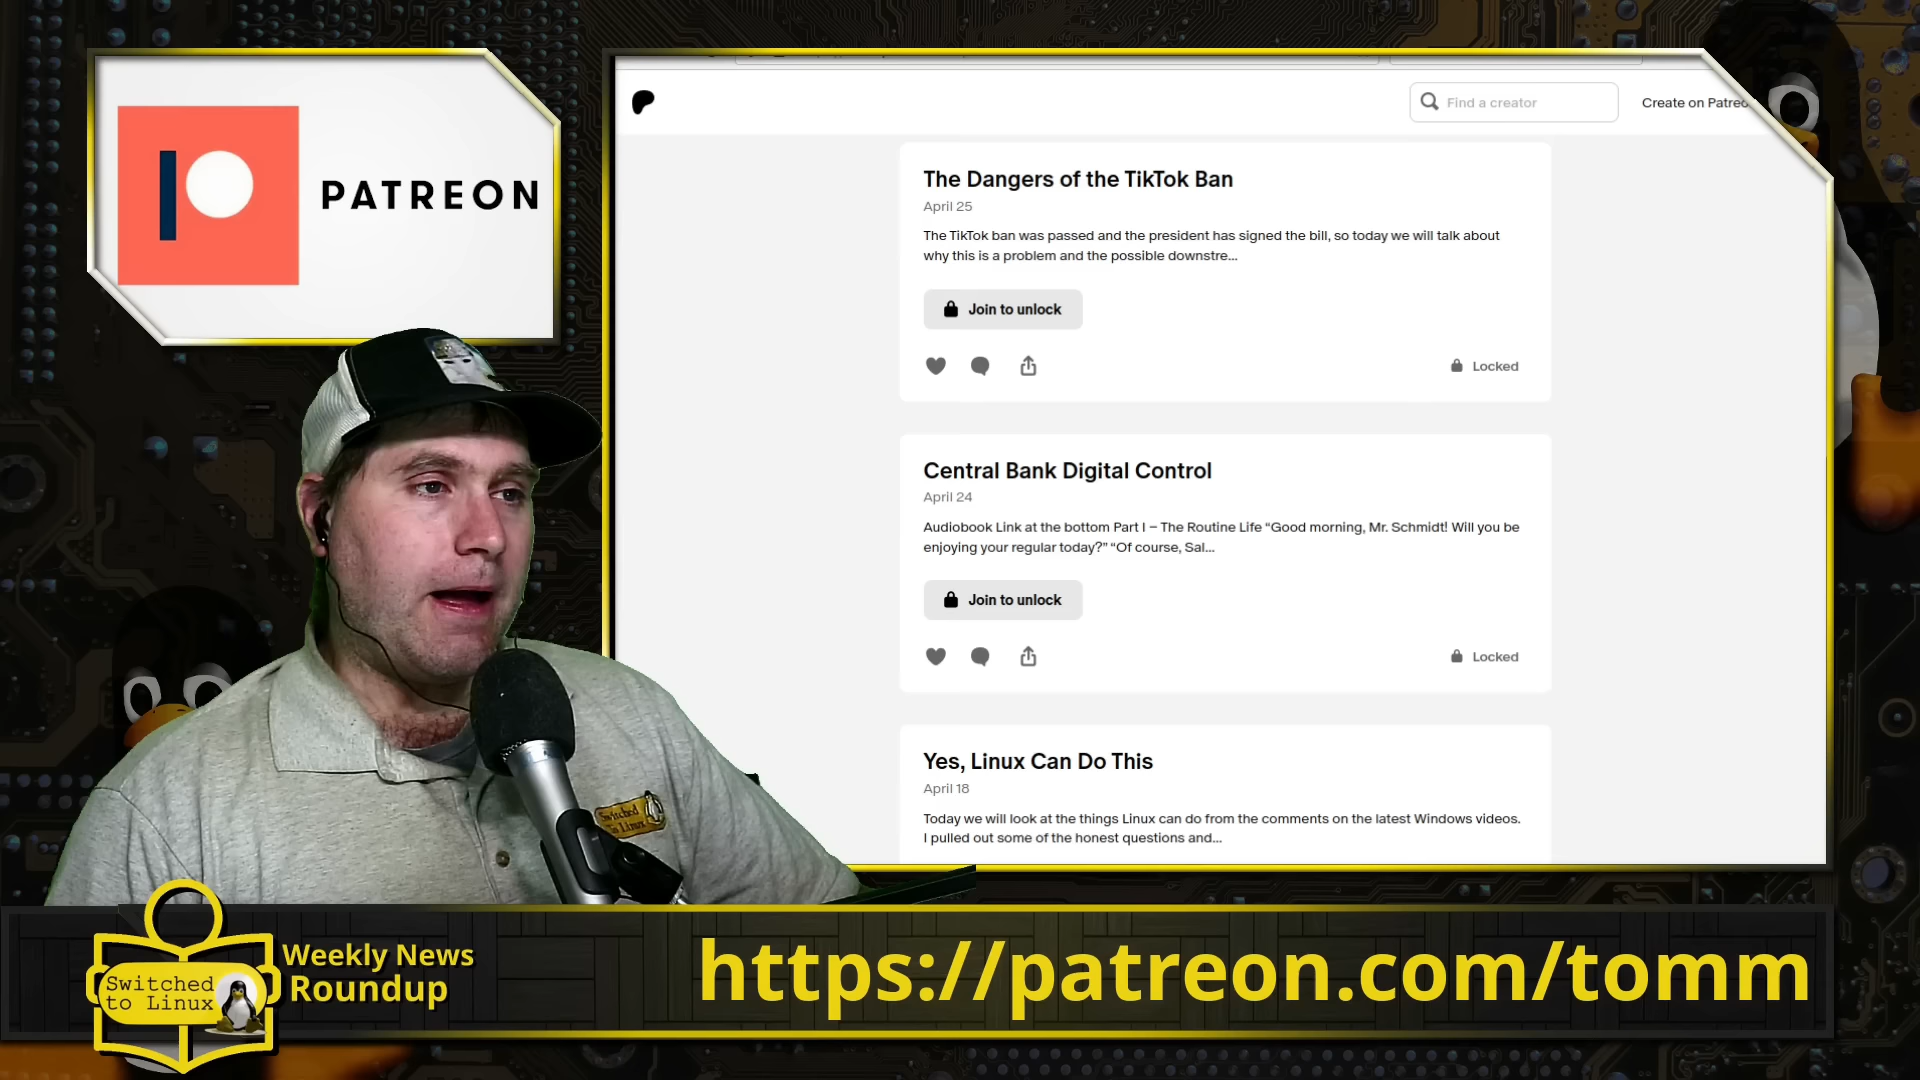 PATREON
Find a creator
Create on Patreo
The Dangers of the TikTok Ban
April 25
The TikTok ban was passed and the president has signed the bill, so today we will talk about
why this is a problem and the possible downstre...
Join to unlock
Locked
Central Bank Digital Control
April 24
Audiobook Link at the bottom Part I – The Routine Life “Good morning, Mr. Schmidt! Will you be
enjoying your regular today?” “Of course, Sal...
Join to unlock
Locked
Yes, Linux Can Do This
April 18
Today we will look at the things Linux can do from the comments on the latest Windows videos.
I pulled out some of the honest questions and...
Switched
To Linux
Switched
to Linux
Weekly News
Roundup
https://patreon.com/tomm